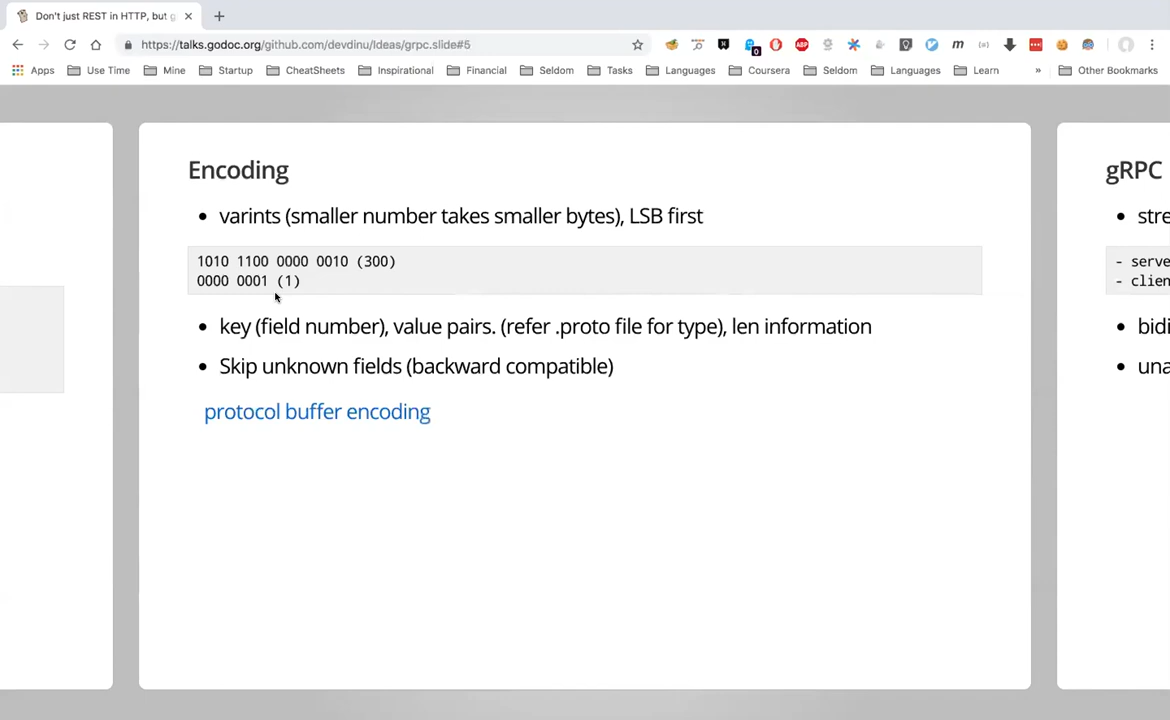 Don't just REST in HTTP, but g
https://talks.godoc.org/github.com/devdinu/Ideas/grpc.slide#5
0
ABP
m
Apps Use Time Mine Startup CheatSheets Inspirational Financial Seldom Tasks Languages Coursera Seldom Languages Learn » Other Bookmarks
Encoding
• varints (smaller number takes smaller bytes), LSB first
1010 1100 0000 0010 (300)
0000 0001 (1)
• key (field number), value pairs. (refer .proto file for type), len information
• Skip unknown fields (backward compatible)
protocol buffer encoding
gRPC
• stre
- serve
- clien
• bidi
• una